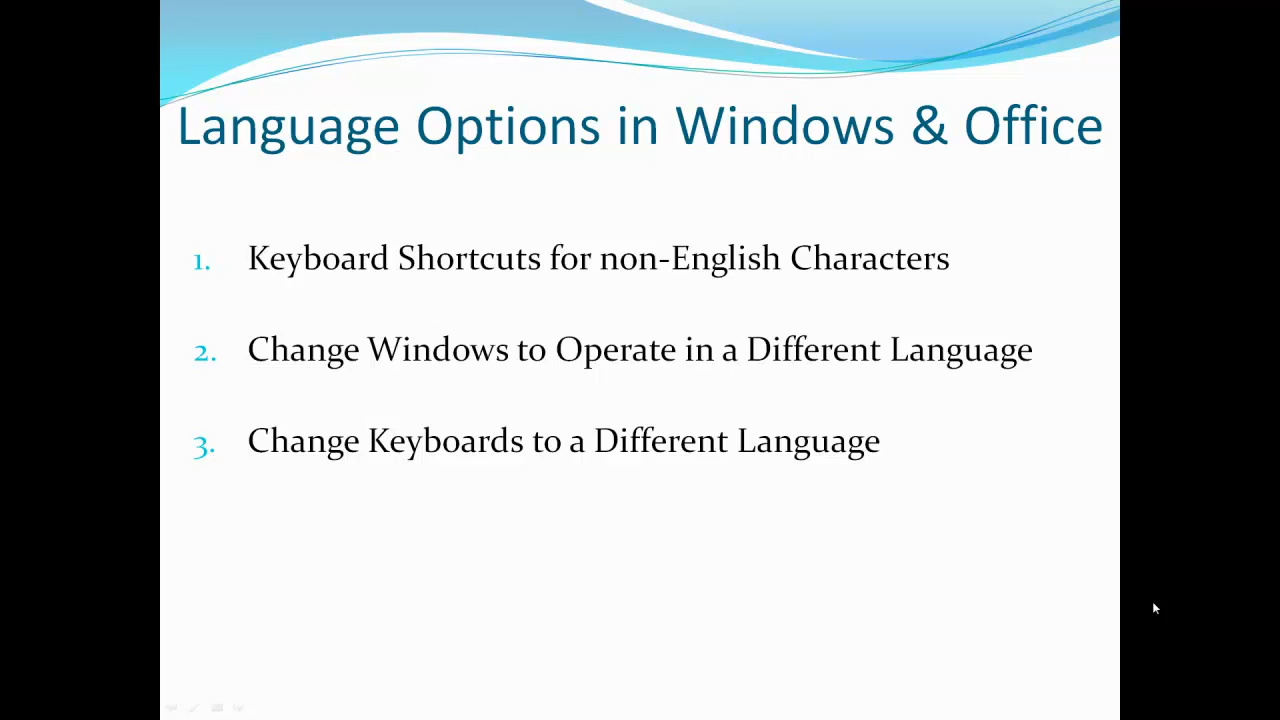 Language Options in Windows & Office
1. Keyboard Shortcuts for non-English Characters
2. Change Windows to Operate in a Different Language
3. Change Keyboards to a Different Language